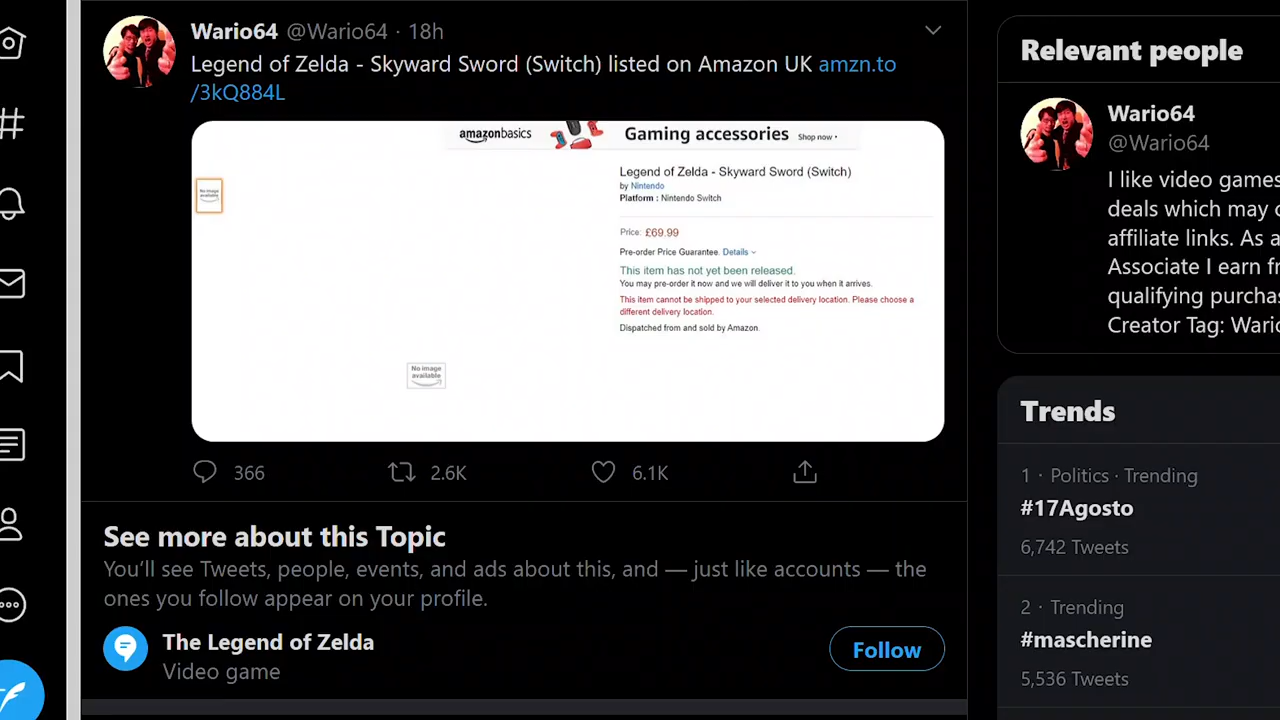 Wario64 @Wario64 · 18h
Legend of Zelda - Skyward Sword (Switch) listed on Amazon UK amzn.to
/3kQ884L
amazonbasics
Gaming accessories Shop now
No image
available
Legend of Zelda - Skyward Sword (Switch)
by Nintendo
Platform : Nintendo Switch
Price: £69.99
Pre-order Price Guarantee. Details
This item has not yet been released.
You may pre-order it now and we will deliver it to you when it arrives.
This item cannot be shipped to your selected delivery location. Please choose a
different delivery location.
Dispatched from and sold by Amazon.
No image
available
366
2.6K
6.1K
See more about this Topic
You’ll see Tweets, people, events, and ads about this, and — just like accounts — the
ones you follow appear on your profile.
The Legend of Zelda
Video game
Follow
Relevant people
Wario64
@Wario64
I like video games
deals which may c
affiliate links. As a
Associate I earn fr
qualifying purcha
Creator Tag: Wari
Trends
1 · Politics · Trending
#17Agosto
6,742 Tweets
2 · Trending
#mascherine
5,536 Tweets